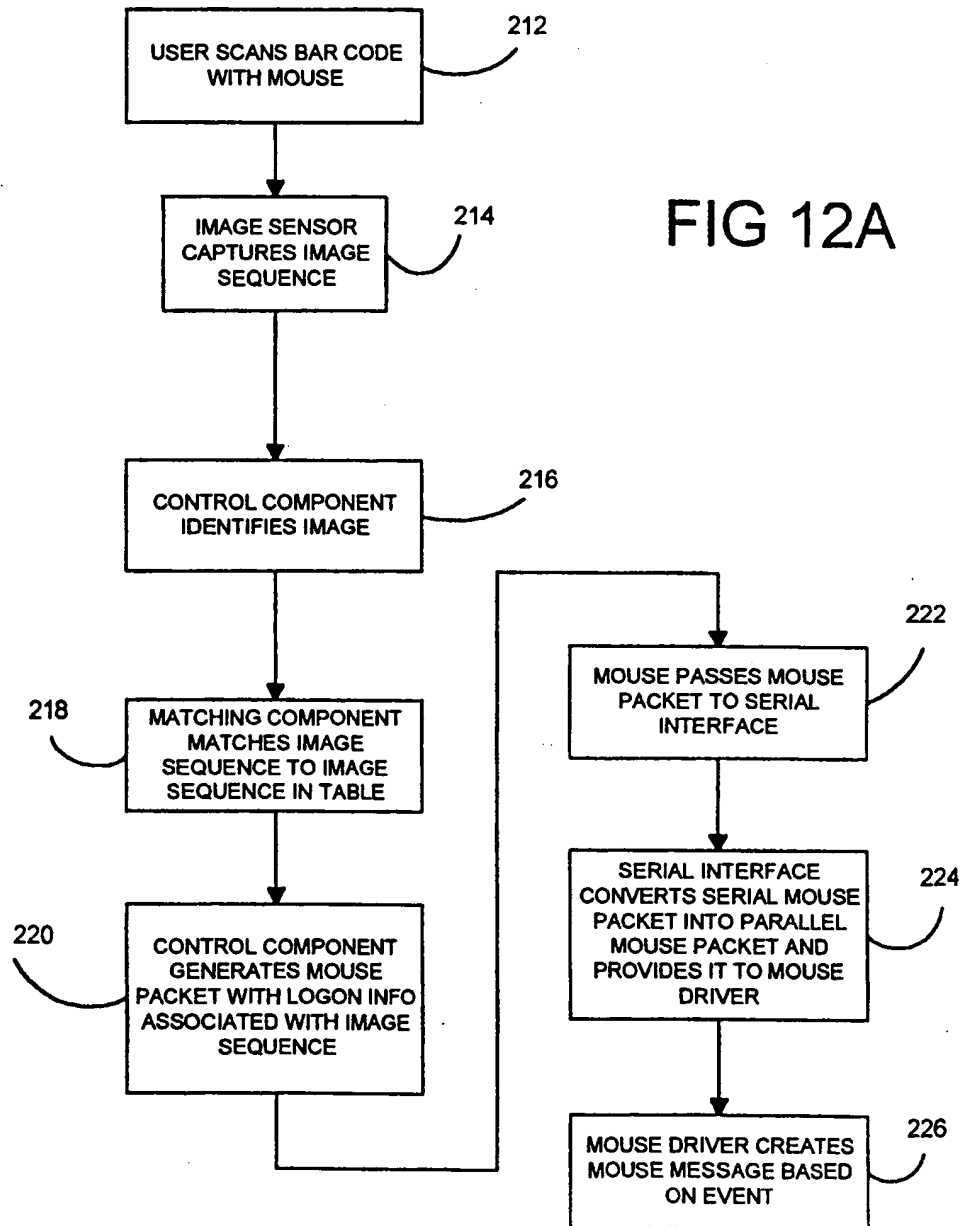 USER SCANS BAR CODE
WITH MOUSE
212
IMAGE SENSOR
CAPTURES IMAGE
SEQUENCE
214
FIG 12A
CONTROL COMPONENT
IDENTIFIES IMAGE
216
218
MATCHING COMPONENT
MATCHES IMAGE
SEQUENCE TO IMAGE
SEQUENCE IN TABLE
220
CONTROL COMPONENT
GENERATES MOUSE
PACKET WITH LOGON INFO
ASSOCIATED WITH IMAGE
SEQUENCE
222
MOUSE PASSES MOUSE
PACKET TO SERIAL
INTERFACE
SERIAL INTERFACE
CONVERTS SERIAL MOUSE
PACKET INTO PARALLEL
MOUSE PACKET AND
PROVIDES IT TO MOUSE
DRIVER
224
MOUSE DRIVER CREATES
MOUSE MESSAGE BASED
ON EVENT
226